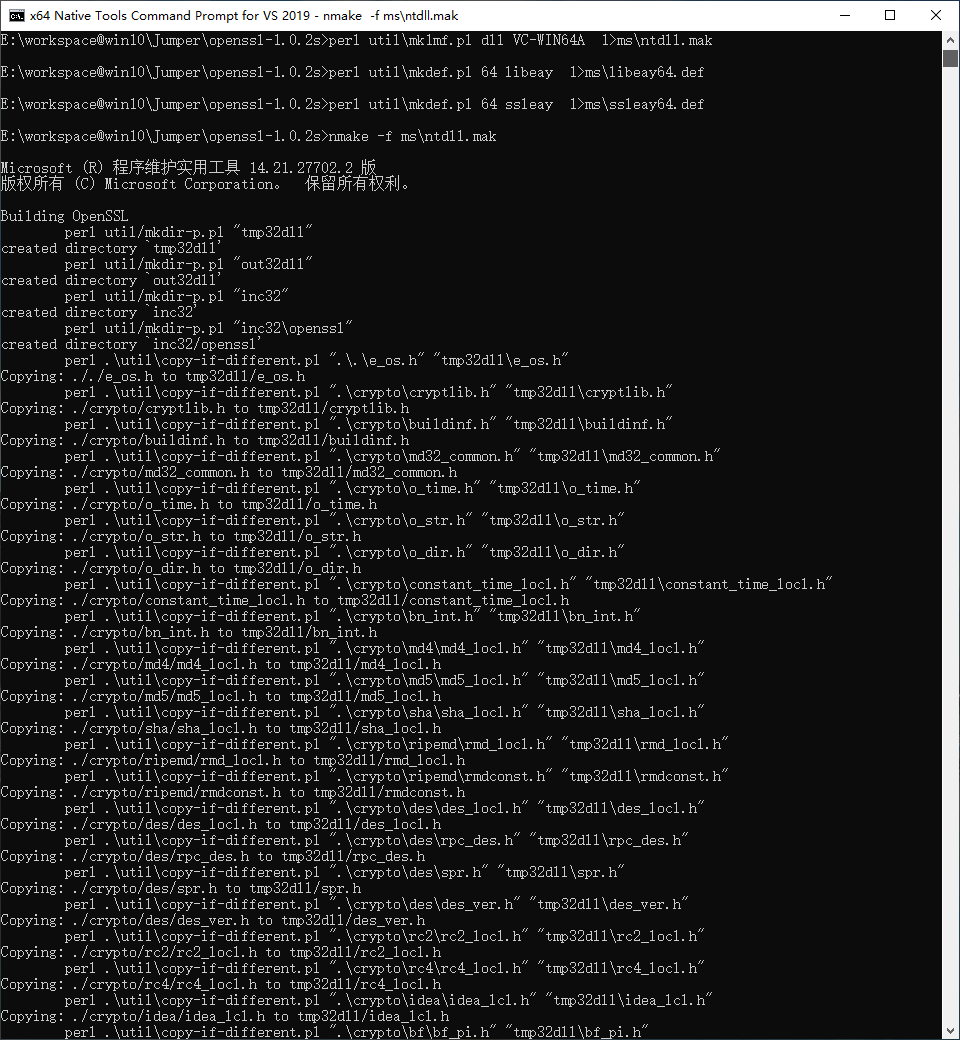 x64 Native Tools Command Prompt for VS 2019 - nmake  -f ms\ntdll.mak
E:\workspace@win10\Jumper\openssl-1.0.2s>perl util\mk1mf.pl dll VC-WIN64A  1>ms\ntdll.mak
E:\workspace@win10\Jumper\openssl-1.0.2s>perl util\mkdef.pl 64 libeay  1>ms\libeay64.def
E:\workspace@win10\Jumper\openssl-1.0.2s>perl util\mkdef.pl 64 ssleay  1>ms\ssleay64.def
E:\workspace@win10\Jumper\openssl-1.0.2s>nmake -f ms\ntdll.mak
Microsoft (R) 程序维护实用工具 14.21.27702.2 版
版权所有 (C) Microsoft Corporation。  保留所有权利。
Building OpenSSL
        perl util/mkdir-p.pl "tmp32dll"
created directory `tmp32dll'
        perl util/mkdir-p.pl "out32dll"
created directory `out32dll'
        perl util/mkdir-p.pl "inc32"
created directory `inc32'
        perl util/mkdir-p.pl "inc32\openssl"
created directory `inc32/openssl'
        perl .\util\copy-if-different.pl ".\.\e_os.h" "tmp32dll\e_os.h"
Copying: ././e_os.h to tmp32dll/e_os.h
        perl .\util\copy-if-different.pl ".\crypto\cryptlib.h" "tmp32dll\cryptlib.h"
Copying: ./crypto/cryptlib.h to tmp32dll/cryptlib.h
        perl .\util\copy-if-different.pl ".\crypto\buildinf.h" "tmp32dll\buildinf.h"
Copying: ./crypto/buildinf.h to tmp32dll/buildinf.h
        perl .\util\copy-if-different.pl ".\crypto\md32_common.h" "tmp32dll\md32_common.h"
Copying: ./crypto/md32_common.h to tmp32dll/md32_common.h
        perl .\util\copy-if-different.pl ".\crypto\o_time.h" "tmp32dll\o_time.h"
Copying: ./crypto/o_time.h to tmp32dll/o_time.h
        perl .\util\copy-if-different.pl ".\crypto\o_str.h" "tmp32dll\o_str.h"
Copying: ./crypto/o_str.h to tmp32dll/o_str.h
        perl .\util\copy-if-different.pl ".\crypto\o_dir.h" "tmp32dll\o_dir.h"
Copying: ./crypto/o_dir.h to tmp32dll/o_dir.h
        perl .\util\copy-if-different.pl ".\crypto\constant_time_locl.h" "tmp32dll\constant_time_locl.h"
Copying: ./crypto/constant_time_locl.h to tmp32dll/constant_time_locl.h
        perl .\util\copy-if-different.pl ".\crypto\bn_int.h" "tmp32dll\bn_int.h"
Copying: ./crypto/bn_int.h to tmp32dll/bn_int.h
        perl .\util\copy-if-different.pl ".\crypto\md4\md4_locl.h" "tmp32dll\md4_locl.h"
Copying: ./crypto/md4/md4_locl.h to tmp32dll/md4_locl.h
        perl .\util\copy-if-different.pl ".\crypto\md5\md5_locl.h" "tmp32dll\md5_locl.h"
Copying: ./crypto/md5/md5_locl.h to tmp32dll/md5_locl.h
        perl .\util\copy-if-different.pl ".\crypto\sha\sha_locl.h" "tmp32dll\sha_locl.h"
Copying: ./crypto/sha/sha_locl.h to tmp32dll/sha_locl.h
        perl .\util\copy-if-different.pl ".\crypto\ripemd\rmd_locl.h" "tmp32dll\rmd_locl.h"
Copying: ./crypto/ripemd/rmd_locl.h to tmp32dll/rmd_locl.h
        perl .\util\copy-if-different.pl ".\crypto\ripemd\rmdconst.h" "tmp32dll\rmdconst.h"
Copying: ./crypto/ripemd/rmdconst.h to tmp32dll/rmdconst.h
        perl .\util\copy-if-different.pl ".\crypto\des\des_locl.h" "tmp32dll\des_locl.h"
Copying: ./crypto/des/des_locl.h to tmp32dll/des_locl.h
        perl .\util\copy-if-different.pl ".\crypto\des\rpc_des.h" "tmp32dll\rpc_des.h"
Copying: ./crypto/des/rpc_des.h to tmp32dll/rpc_des.h
        perl .\util\copy-if-different.pl ".\crypto\des\spr.h" "tmp32dll\spr.h"
Copying: ./crypto/des/spr.h to tmp32dll/spr.h
        perl .\util\copy-if-different.pl ".\crypto\des\des_ver.h" "tmp32dll\des_ver.h"
Copying: ./crypto/des/des_ver.h to tmp32dll/des_ver.h
        perl .\util\copy-if-different.pl ".\crypto\rc2\rc2_locl.h" "tmp32dll\rc2_locl.h"
Copying: ./crypto/rc2/rc2_locl.h to tmp32dll/rc2_locl.h
        perl .\util\copy-if-different.pl ".\crypto\rc4\rc4_locl.h" "tmp32dll\rc4_locl.h"
Copying: ./crypto/rc4/rc4_locl.h to tmp32dll/rc4_locl.h
        perl .\util\copy-if-different.pl ".\crypto\idea\idea_lcl.h" "tmp32dll\idea_lcl.h"
Copying: ./crypto/idea/idea_lcl.h to tmp32dll/idea_lcl.h
        perl .\util\copy-if-different.pl ".\crypto\bf\bf_pi.h" "tmp32dll\bf_pi.h"